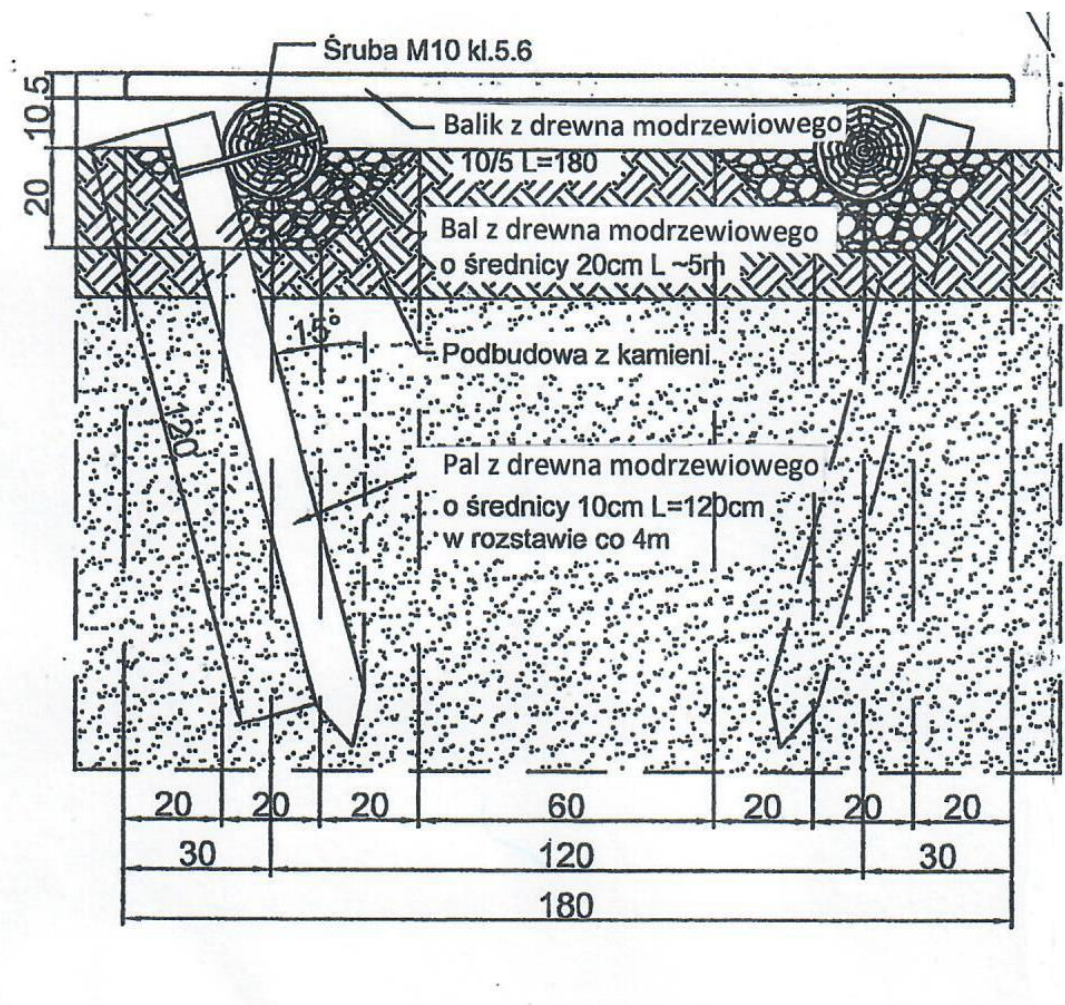 Śruba M10 kl.5.6
5
10
20
Balik z drewna modrzewiowego
10/5 L=180
Bal z drewna modrzewiowego
o średnicy 20cm L ~5m
15°
Podbudowa z kamieni
120
Pal z drewna modrzewiowego
o średnicy 10cm L=120cm
w rozstawie co 4m
20 20 20 60 20 20 20
30 120 30
180